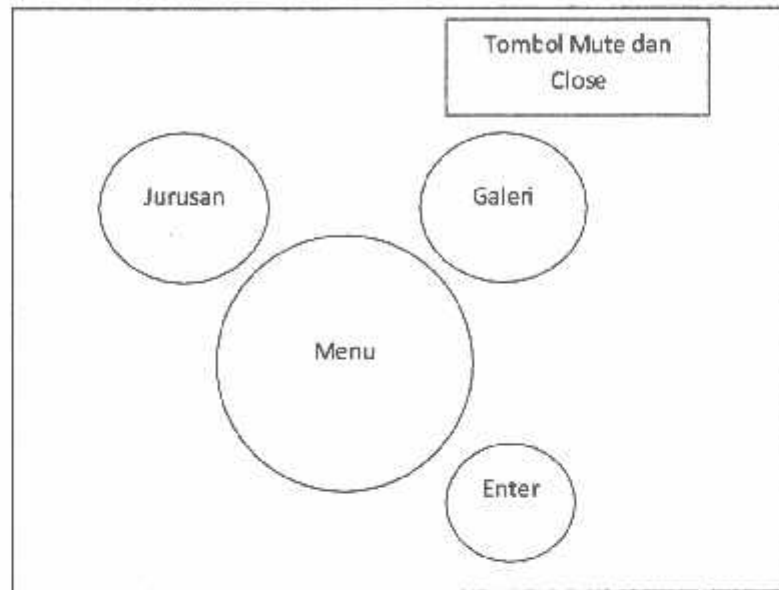 Tombol Mute dan
Close
Jurusan
Galeri
Menu
Enter